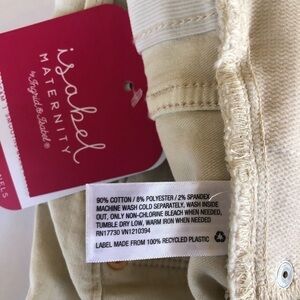 isabel
MATERNITY
by Ingrid & Isabel®
90% COTTON / 8% POLYESTER / 2% SPANDEX
MACHINE WASH COLD SEPARATELY, WASH INSIDE
OUT, ONLY NON-CHLORINE BLEACH WHEN NEEDED,
TUMBLE DRY LOW, WARM IRON WHEN NEEDED
RN17730 VN1210394
LABEL MADE FROM 100% RECYCLED PLASTIC